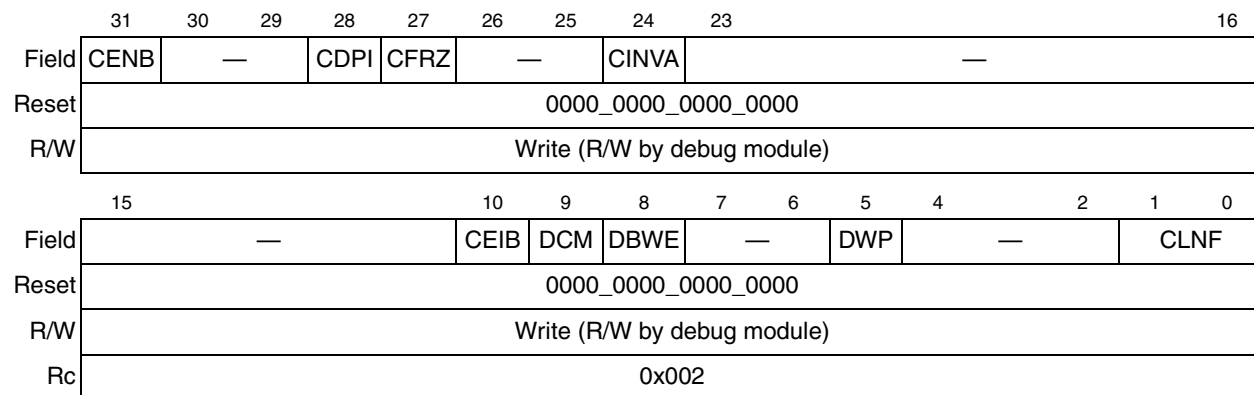 31 30 29 28 27 26 25 24 23 16
Field CENB — CDPI CFRZ — CINVA —
Reset 0000_0000_0000_0000
R/W Write (R/W by debug module)
15 10 9 8 7 6 5 4 2 1 0
Field — CEIB DCM DBWE — DWP — CLNF
Reset 0000_0000_0000_0000
R/W Write (R/W by debug module)
Rc 0x002